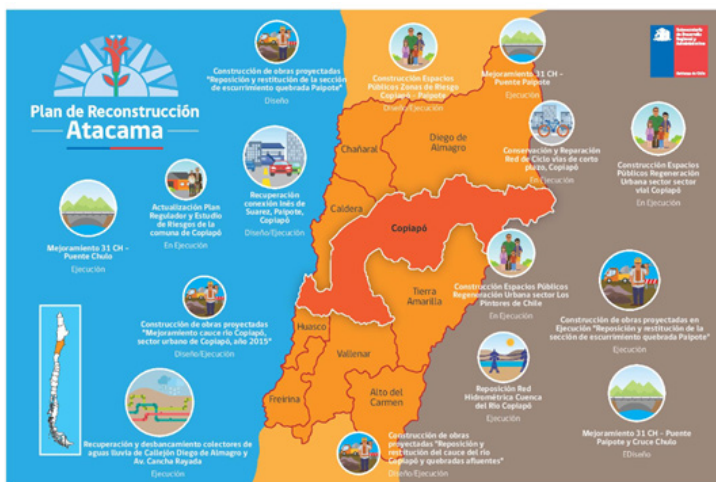 Plan de Reconstrucción
Atacama
Construcción de obras proyectadas
"Reposición y restitución de la sección
de escurrimiento quebrada Paipote"
Diseño
Construcción Espacios
Públicos Zonas de Riesgo
Copiapó - Paipote
Diseño/Ejecución
Mejoramiento 31 CH -
Puente Paipote
Ejecución
Conservación y Reparación
Red de Ciclo vías de corto
plazo, Copiapó
En Ejecución
Construcción Espacios
Públicos Regeneración
Urbana sector sector
vial Copiapó
En Ejecución
Mejoramiento 31 CH -
Puente Chulo
Ejecución
Actualización Plan
Regulador y Estudio
de Riesgos de la
comuna de Copiapó
En Ejecución
Recuperación
conexión Inés de
Suarez, Paipote,
Copiapó
Diseño/Ejecución
Chañaral
Diego de
Almagro
Caldera
Copiapó
Tierra
Amarilla
Huasco
Vallenar
Freirina
Alto del
Carmen
Construcción Espacios Públicos
Regeneración Urbana sector Los
Pintores de Chile
En Ejecución
Construcción de obras proyectadas en
Ejecución "Reposición y restitución de la
sección de escurrimiento quebrada Paipote"
Ejecución
Construcción de obras proyectadas
"Mejoramiento cauce río Copiapó,
sector urbano de Copiapó, año 2015"
Diseño/Ejecución
Reposición Red
Hidrométrica Cuenca
del Río Copiapó
Ejecución
Mejoramiento 31 CH - Puente
Paipote y Cruce Chulo
EDiseño
Recuperación y desbancamiento colectores de
aguas lluvia de Callejón Diego de Almagro y
Av. Cancha Rayada
Ejecución
Construcción de obras
proyectadas "Reposición y
restitución del cauce del río
Copiapó y quebradas afluentes"
Diseño/Ejecución